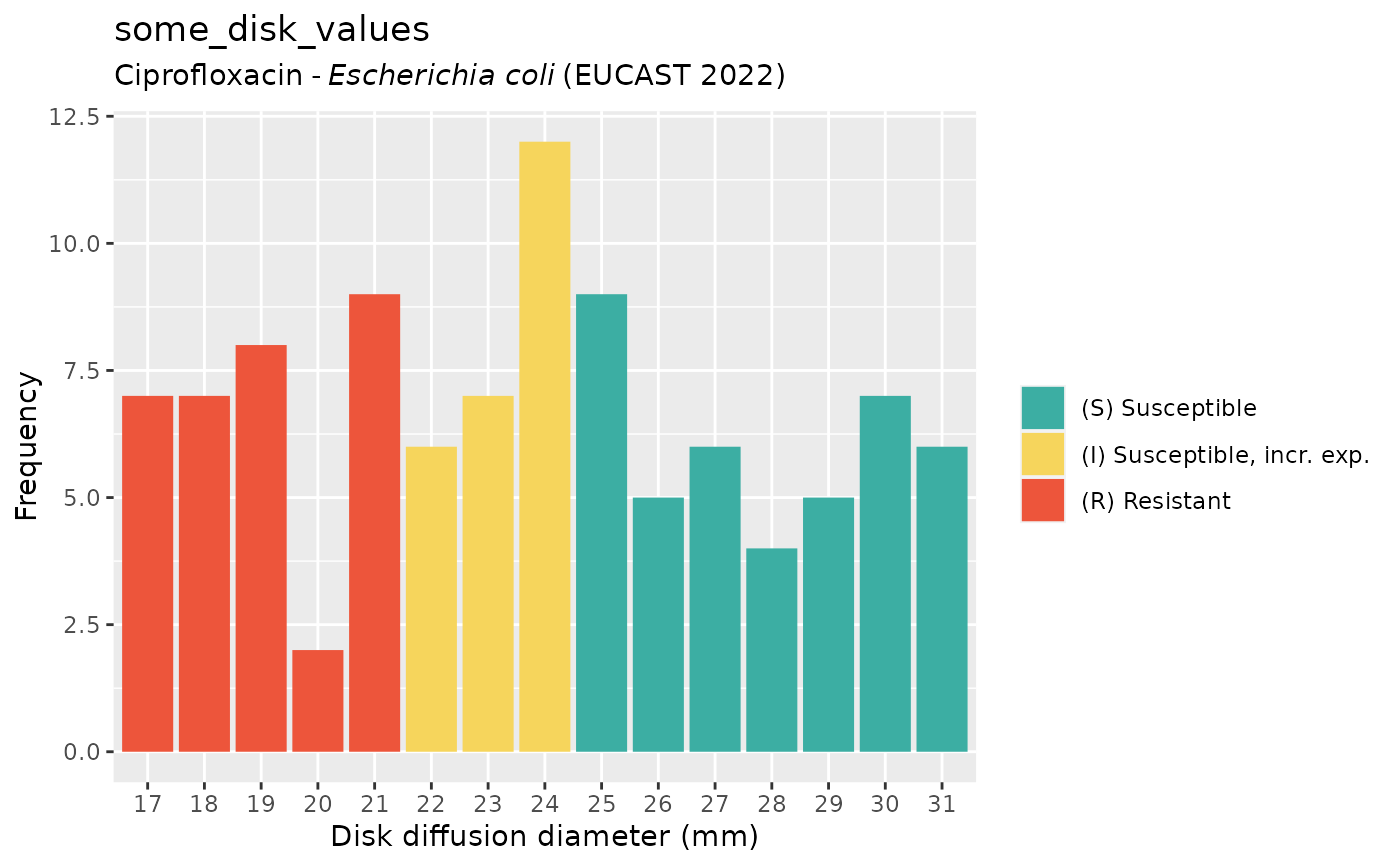 some_disk_values
Ciprofloxacin - Escherichia coli (EUCAST 2022)
12.5
10.0
7.5
5.0
2.5
0.0
Frequency
17 18 19 20 21 22 23 24 25 26 27 28 29 30 31
Disk diffusion diameter (mm)
(S) Susceptible
(I) Susceptible, incr. exp.
(R) Resistant